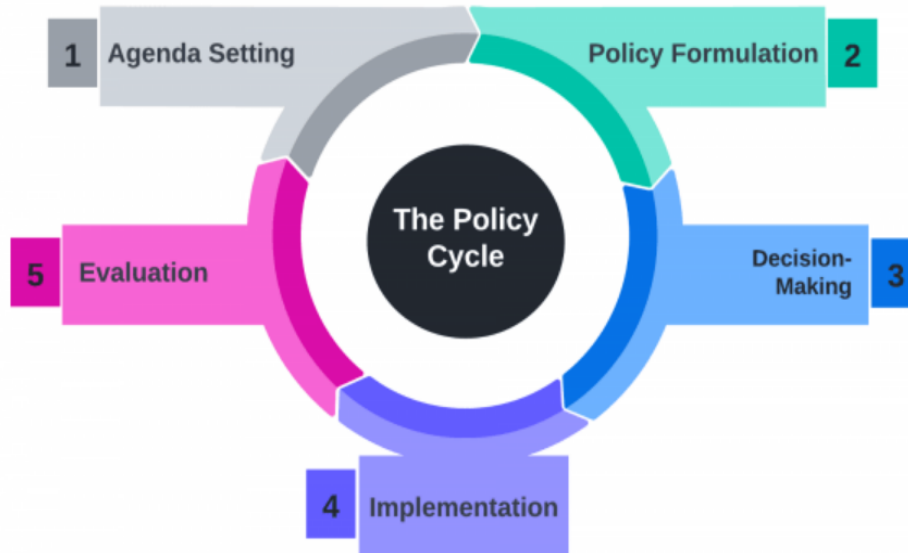 1 Agenda Setting
Policy Formulation 2
The Policy
Cycle
Decision-
Making 3
5 Evaluation
4 Implementation